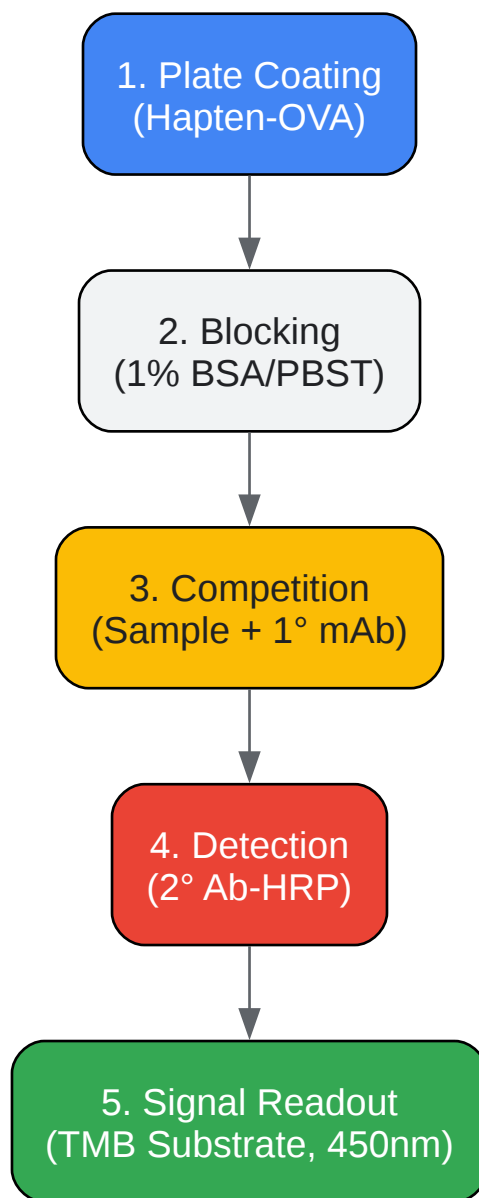 1. Plate Coating
(Hapten-OVA)
2. Blocking
(1% BSA/PBST)
3. Competition
(Sample + 1° mAb)
4. Detection
(2° Ab-HRP)
5. Signal Readout
(TMB Substrate, 450nm)